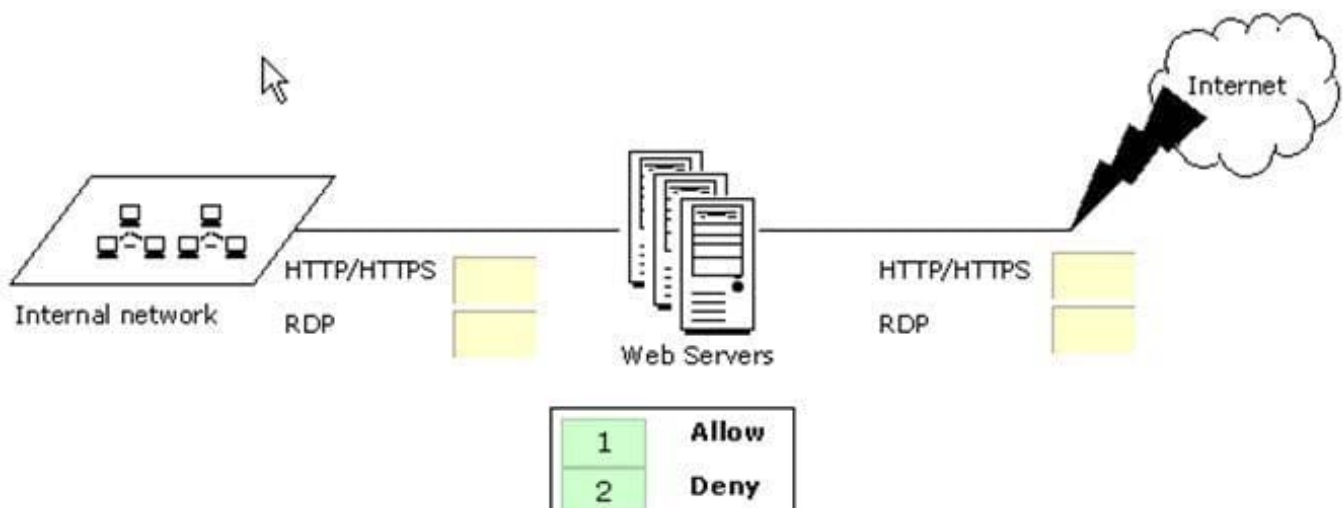 Internet
HTTP/HTTPS
HTTP/HTTPS
Internal network
RDP
RDP
Web Servers
1 Allow
2 Deny